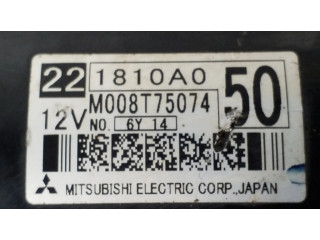 22 1810A0 50
12V M008T75074
NO. 6Y 14
MITSUBISHI ELECTRIC CORP., JAPAN